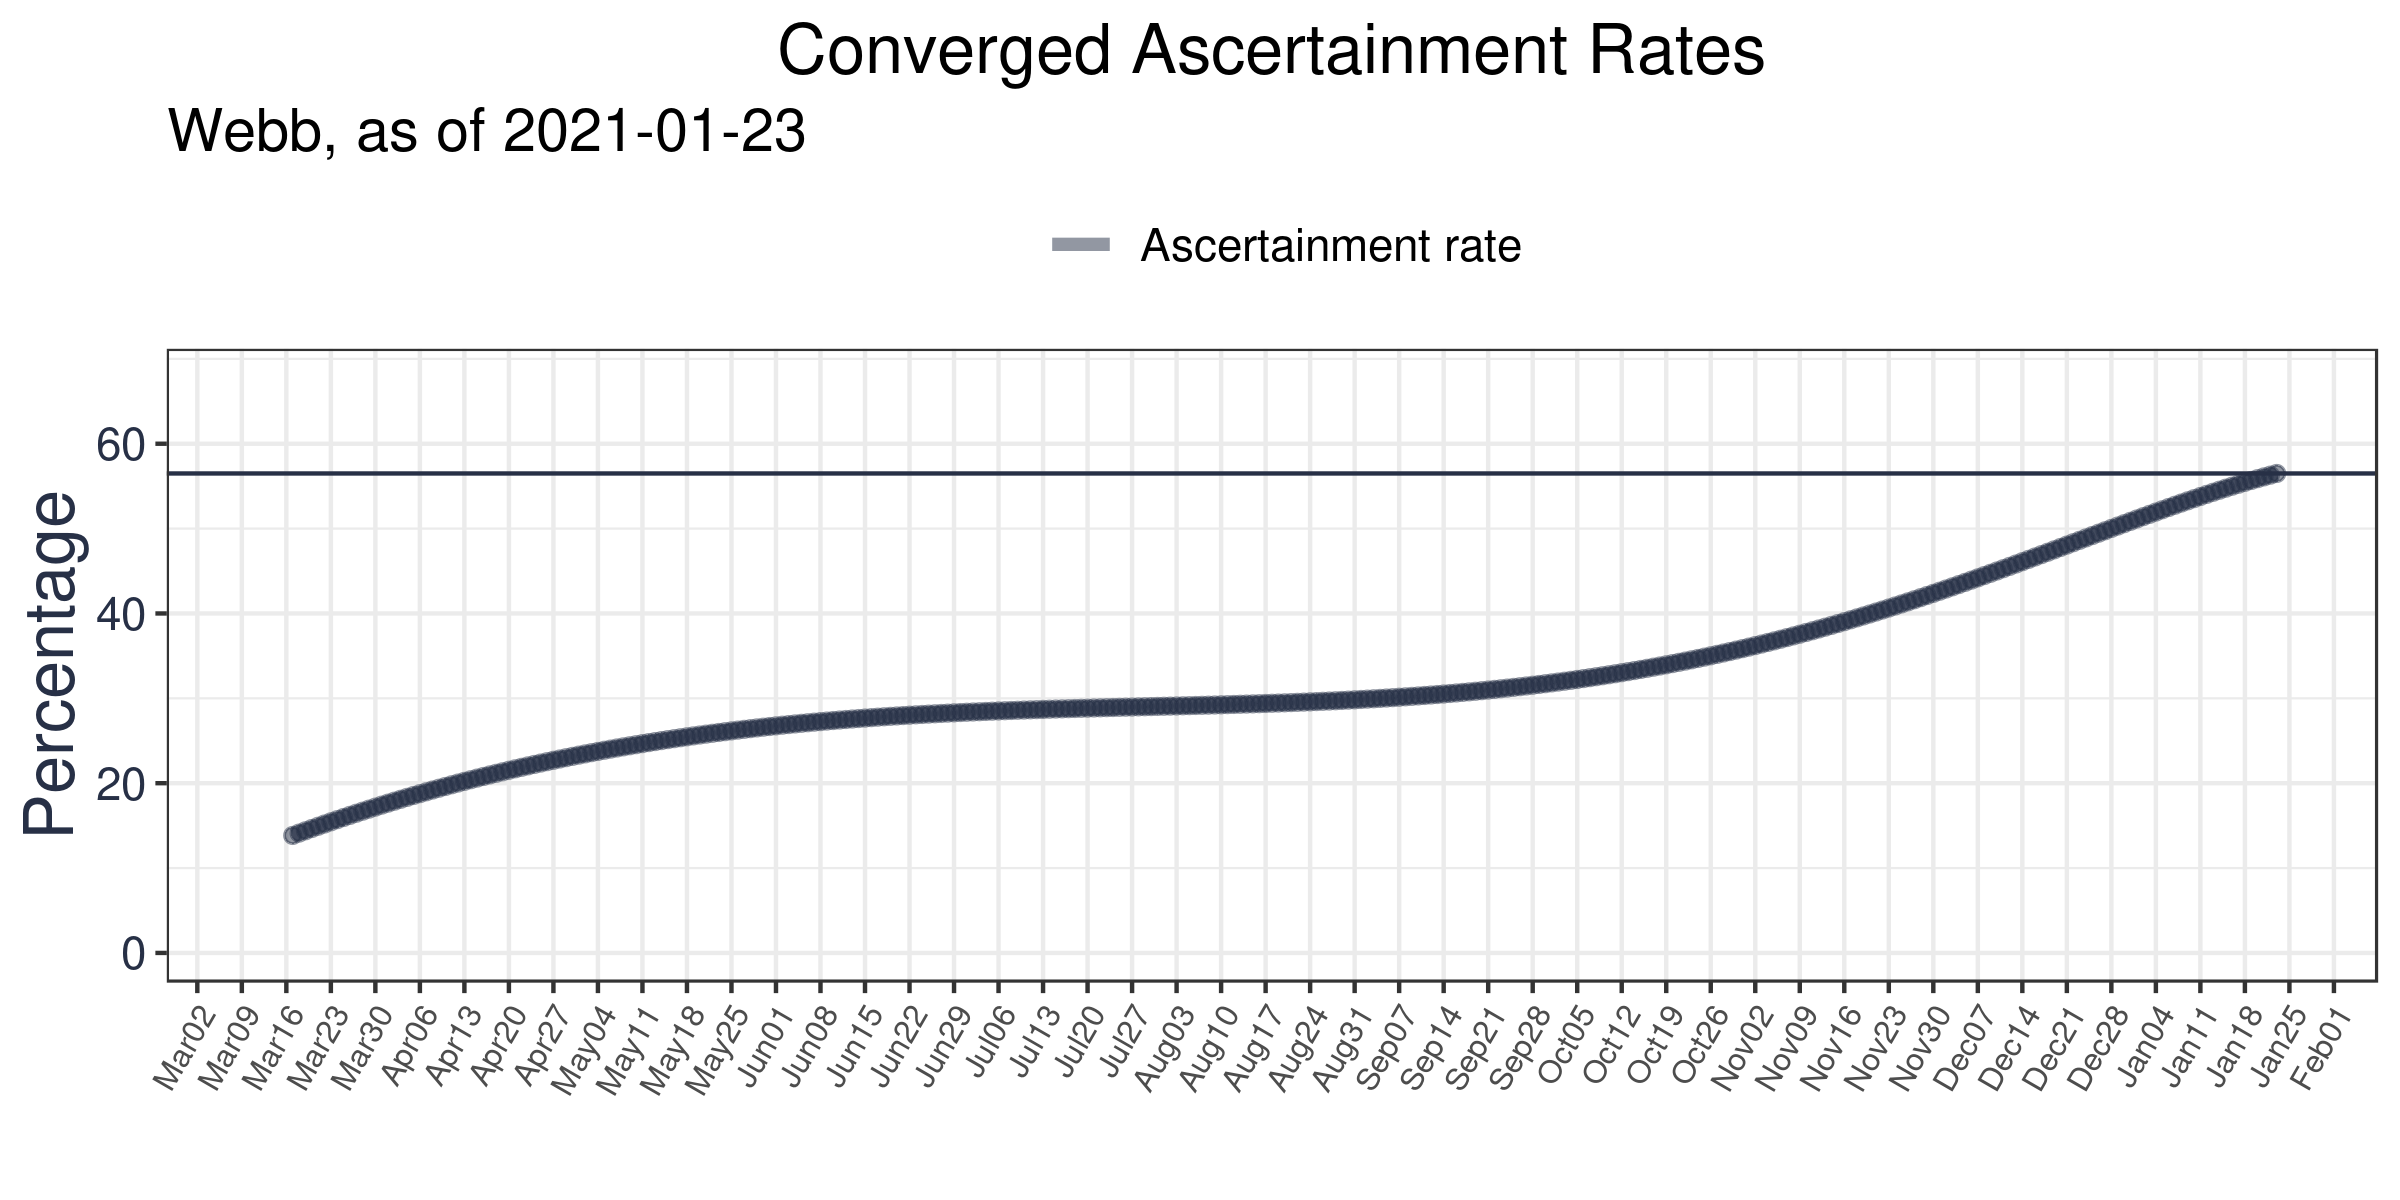 Converged Ascertainment Rates
Webb, as of 2021-01-23
Ascertainment rate
Percentage
60
40
20
0
Mar02
Mar09
Mar16
Mar23
Mar30
Apr06
Apr13
Apr20
Apr27
May04
May11
May18
May25
Jun01
Jun08
Jun15
Jun22
Jun29
Jul06
Jul13
Jul20
Jul27
Aug03
Aug10
Aug17
Aug24
Aug31
Sep07
Sep14
Sep21
Sep28
Oct05
Oct12
Oct19
Oct26
Nov02
Nov09
Nov16
Nov23
Nov30
Dec07
Dec14
Dec21
Dec28
Jan04
Jan11
Jan18
Jan25
Feb01